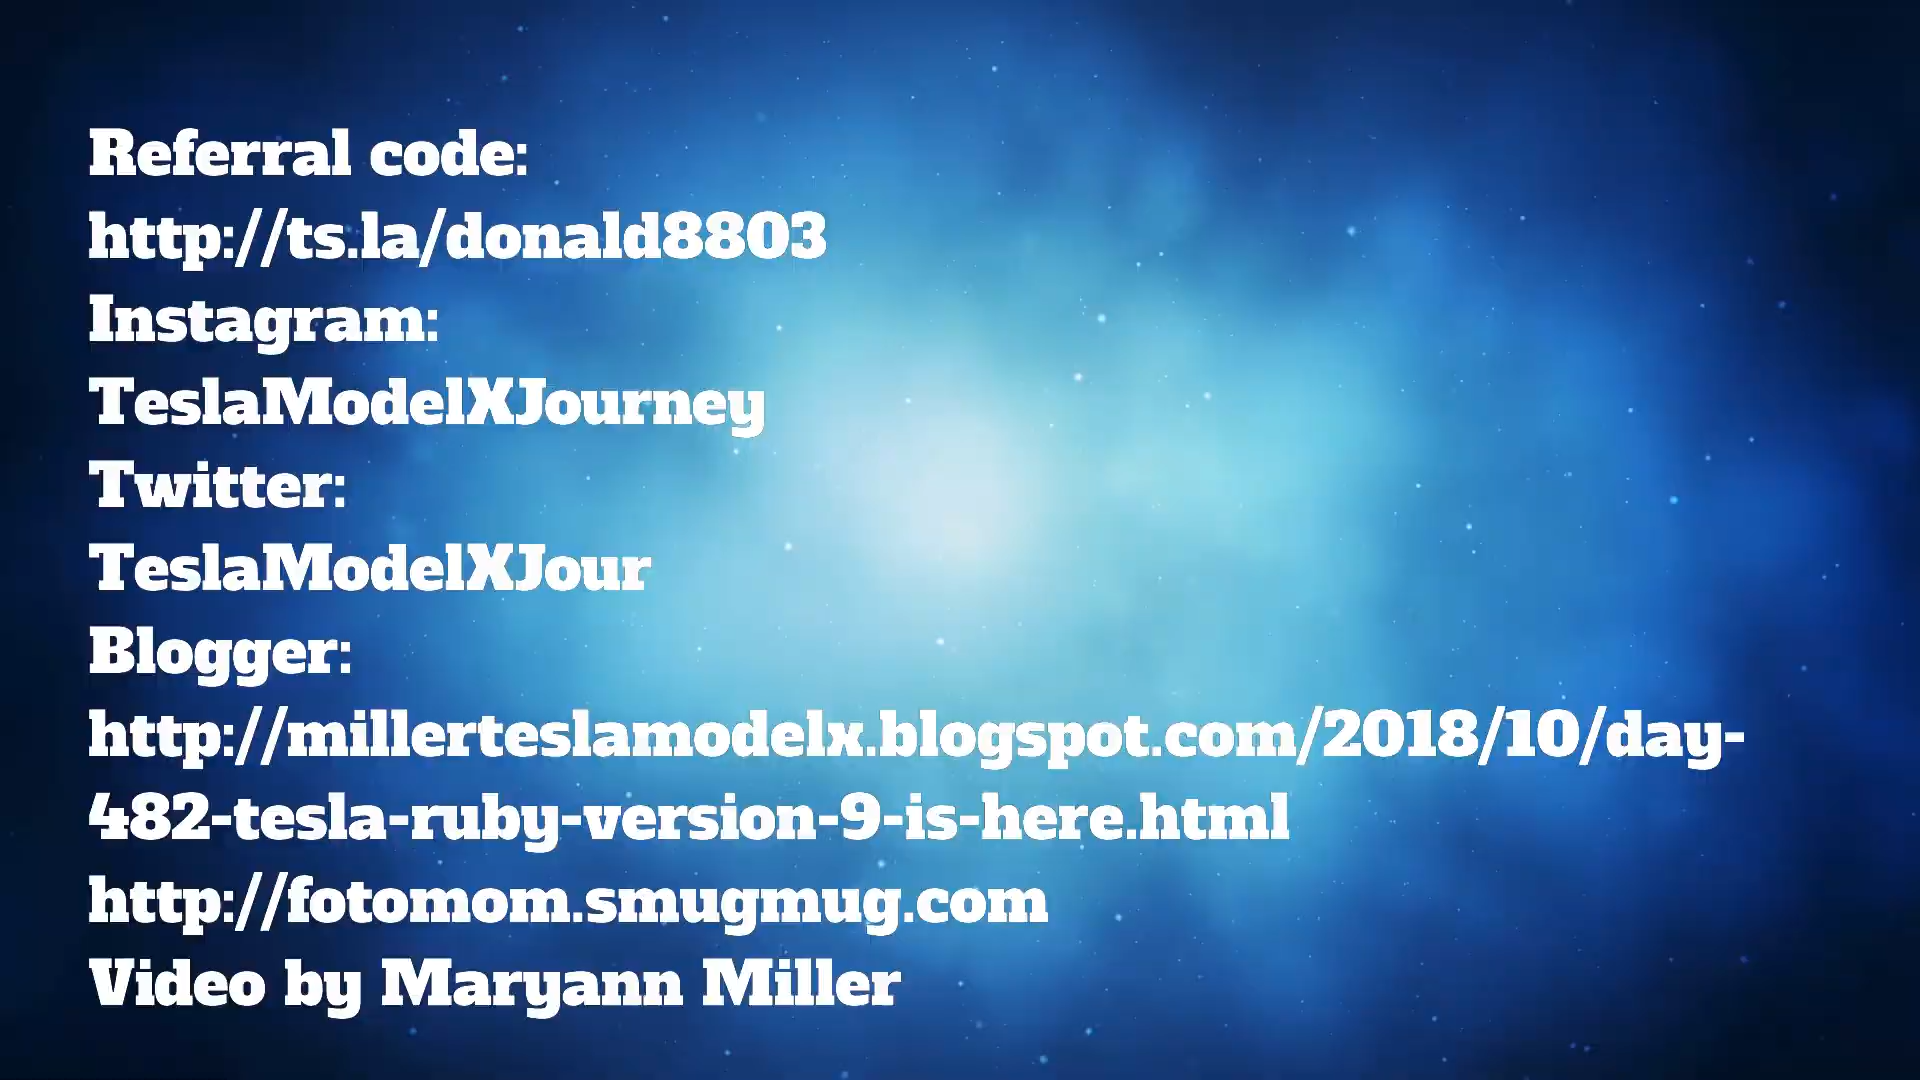 Referral code:
http://ts.la/donald8803
Instagram:
TeslaModelXJourney
Twitter:
TeslaModelXJour
Blogger:
http://millerteslamodelx.blogspot.com/2018/10/day-
482-tesla-ruby-version-9-is-here.html
http://fotomom.smugmug.com
Video by Maryann Miller